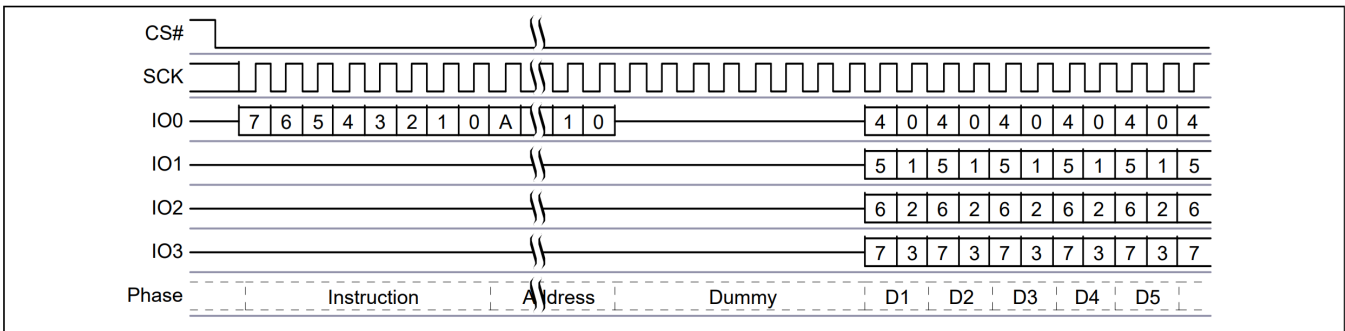 CS#
SCK
IO0 7 6 5 4 3 2 1 0 A 1 0 4 0 4 0 4 0 4 0 4 0 4
IO1 5 1 5 1 5 1 5 1 5 1 5
IO2 6 2 6 2 6 2 6 2 6 2 6
IO3 7 3 7 3 7 3 7 3 7 3 7
Phase Instruction Address Dummy D1 D2 D3 D4 D5